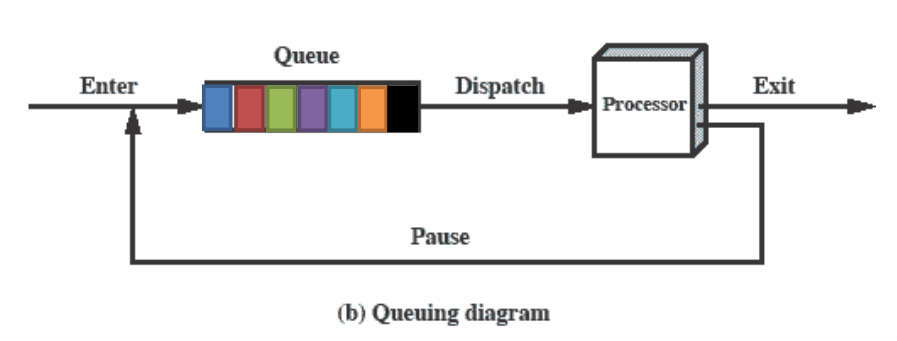 Queue
Enter
Dispatch
Processor
Exit
Pause
(b) Queuing diagram